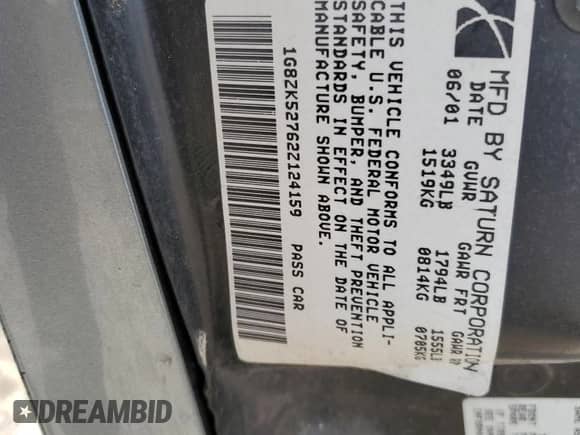 MFD BY SATURN CORPORATION
DATE GVWR GAWR FRT GAWR
06/01 3349LB 1794LB
1519KG 0814KG 0705KG
THIS VEHICLE CONFORMS TO ALL APPLI-
CABLE U.S. FEDERAL MOTOR VEHICLE
SAFETY, BUMPER, AND THEFT PREVENTION
STANDARDS IN EFFECT ON THE DATE OF
MANUFACTURE SHOWN ABOVE.
1G8ZK52762Z124159 PASS CAR
DREAMBID